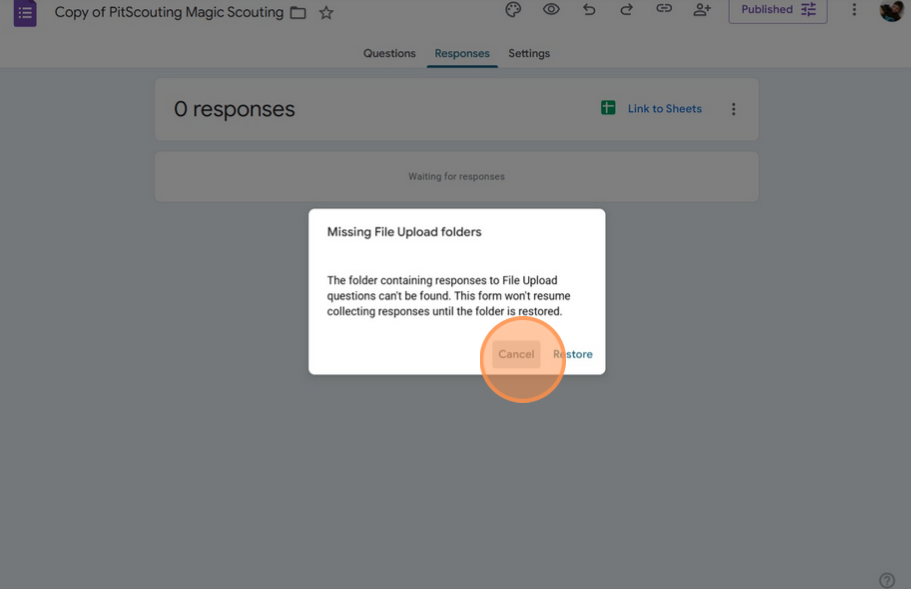 Copy of PitScouting Magic Scouting
Published
Questions Responses Settings
0 responses
Link to Sheets
Waiting for responses
Missing File Upload folders
The folder containing responses to File Upload
questions can't be found. This form won't resume
collecting responses until the folder is restored.
Cancel Restore